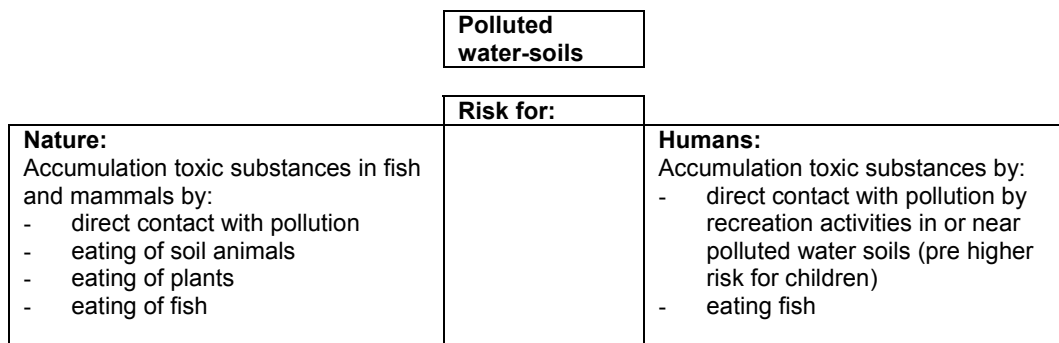 Polluted
water-soils
Risk for:
Nature:
Accumulation toxic substances in fish
and mammals by:
- direct contact with pollution
- eating of soil animals
- eating of plants
- eating of fish
Humans:
Accumulation toxic substances by:
- direct contact with pollution by
recreation activities in or near
polluted water soils (pre higher
risk for children)
- eating fish